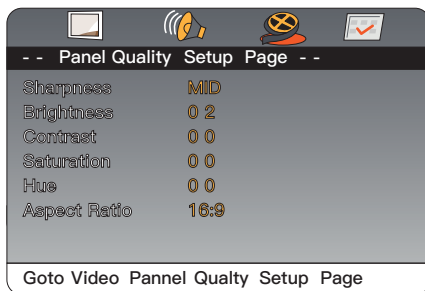 - - Panel Quality Setup Page - -
Sharpness MID
Brightness 0 2
Contrast 0 0
Saturation 0 0
Hue 0 0
Aspect Ratio 16:9
Goto Video Pannel Qualty Setup Page